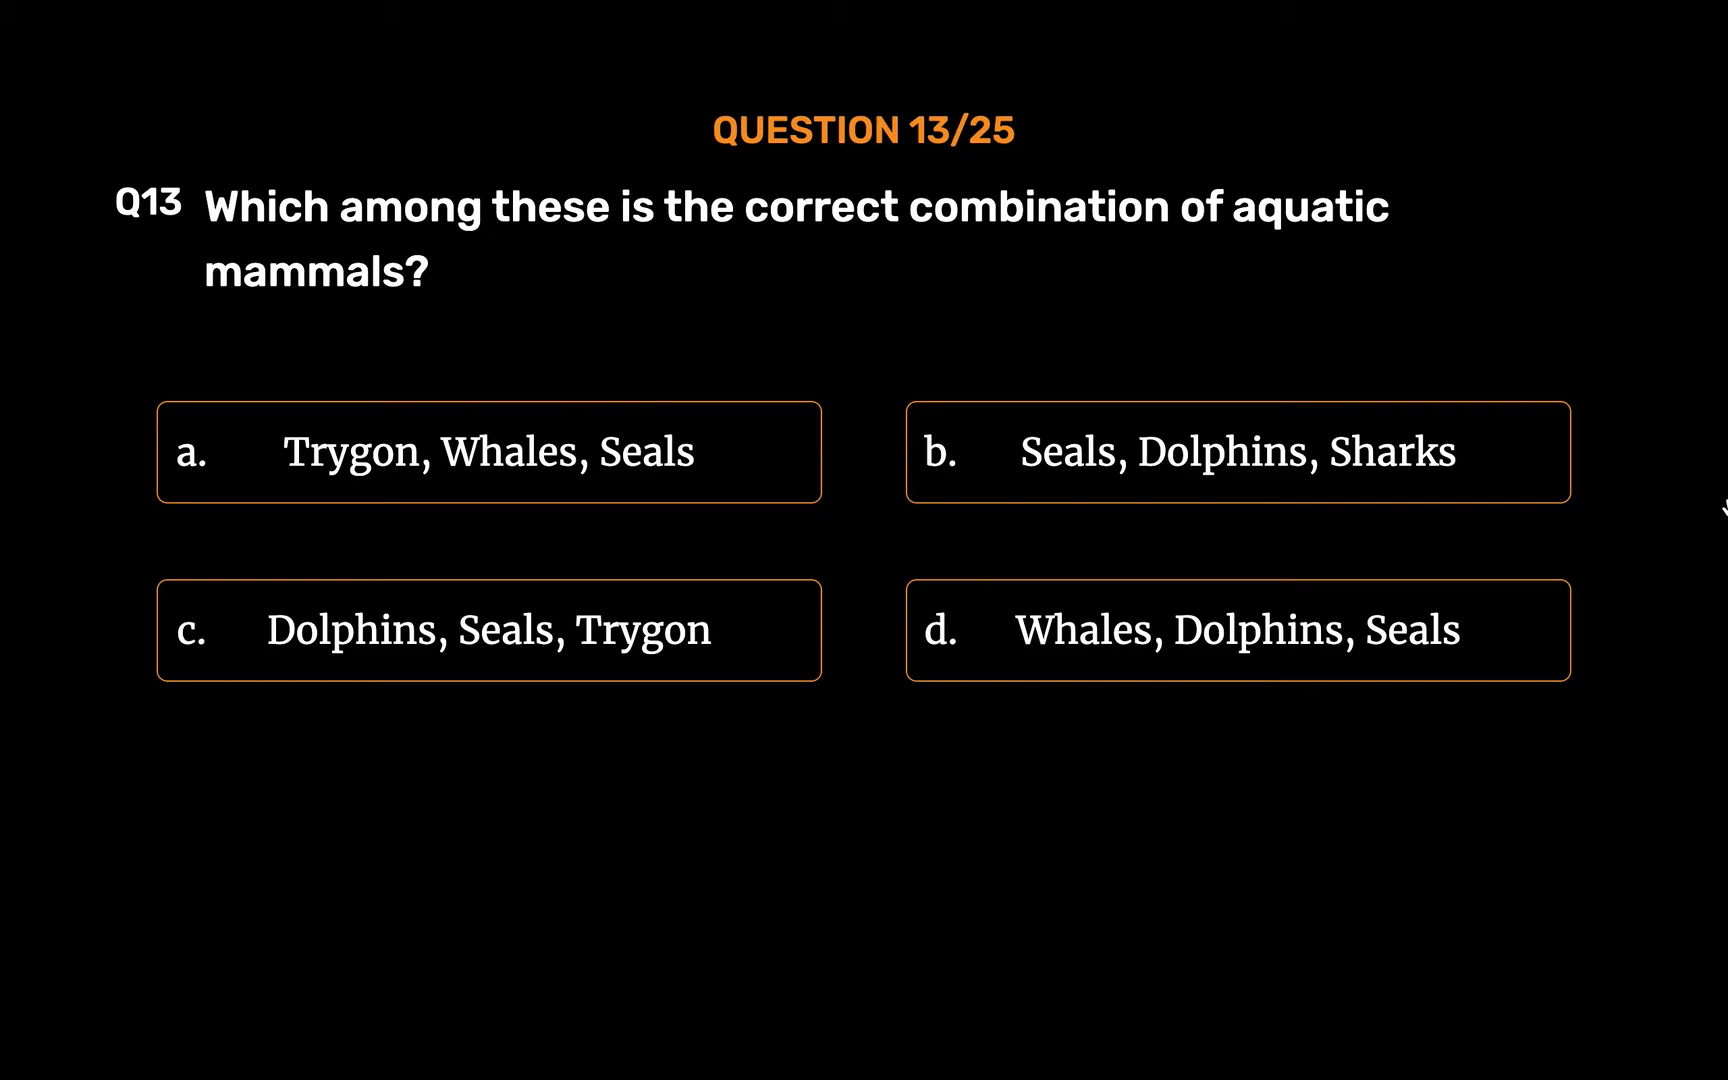 QUESTION 13/25
Q13 Which among these is the correct combination of aquatic
mammals?
a. Trygon, Whales, Seals
b. Seals, Dolphins, Sharks
c. Dolphins, Seals, Trygon
d. Whales, Dolphins, Seals